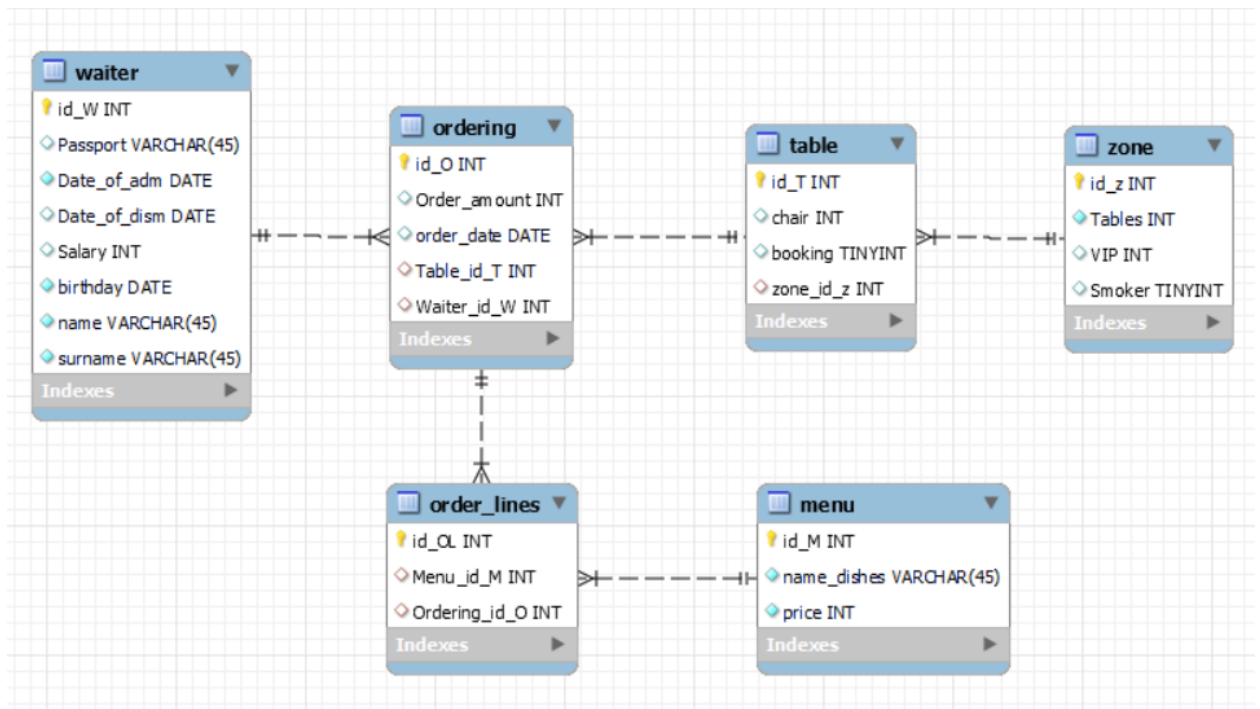 waiter
id_W INT
Passport VARCHAR(45)
Date_of_adm DATE
Date_of_dism DATE
Salary INT
birthday DATE
name VARCHAR(45)
surname VARCHAR(45)
Indexes
ordering
id_O INT
Order_amount INT
order_date DATE
Table_id_T INT
Waiter_id_W INT
Indexes
table
id_T INT
chair INT
booking TINYINT
zone_id_z INT
Indexes
zone
id_z INT
Tables INT
VIP INT
Smoker TINYINT
Indexes
order_lines
id_OL INT
Menu_id_M INT
Ordering_id_O INT
Indexes
menu
id_M INT
name_dishes VARCHAR(45)
price INT
Indexes